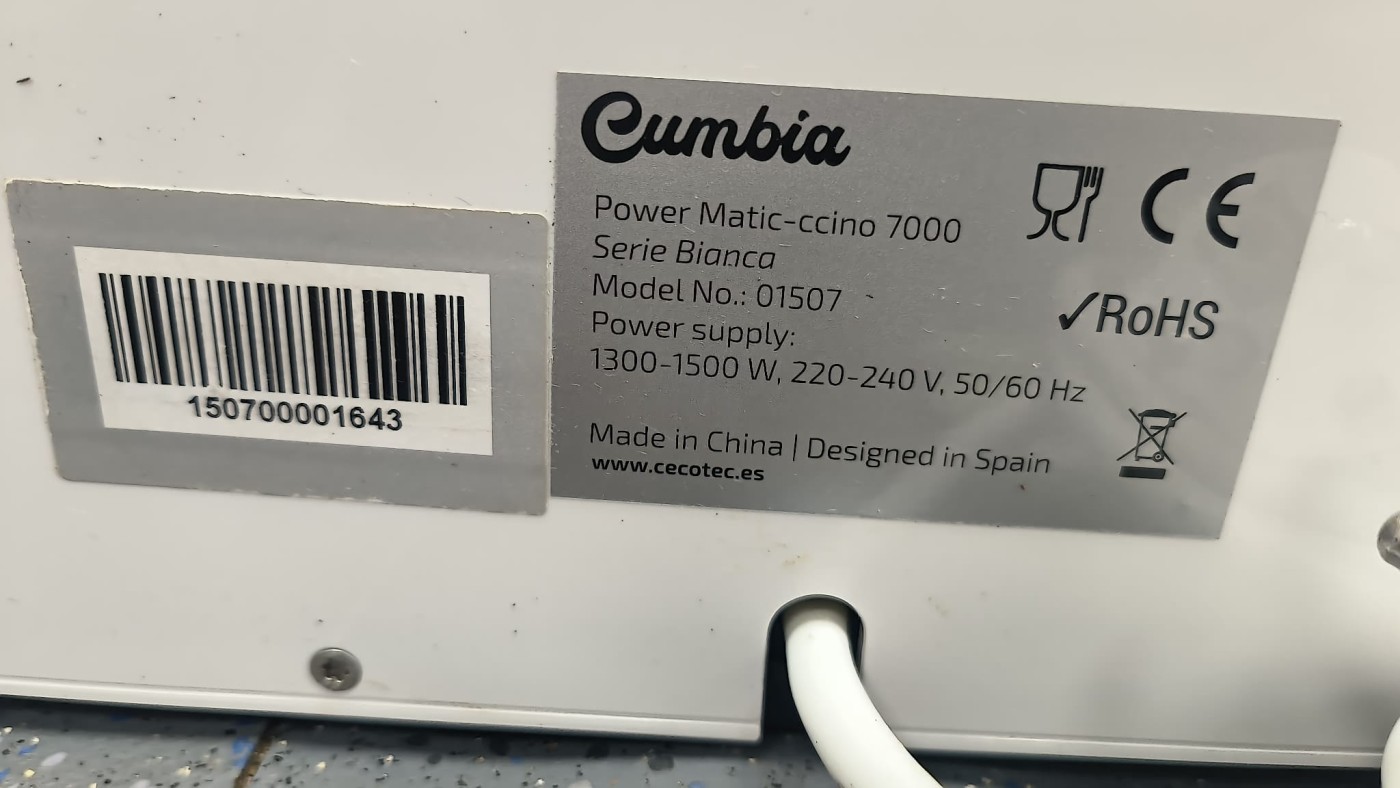 Cumbia
Power Matic-ccino 7000
Serie Bianca
Model No.: 01507
Power supply:
1300-1500 W, 220-240 V, 50/60 Hz
Made in China | Designed in Spain
www.cecotec.es
CE
✓RoHS
150700001643